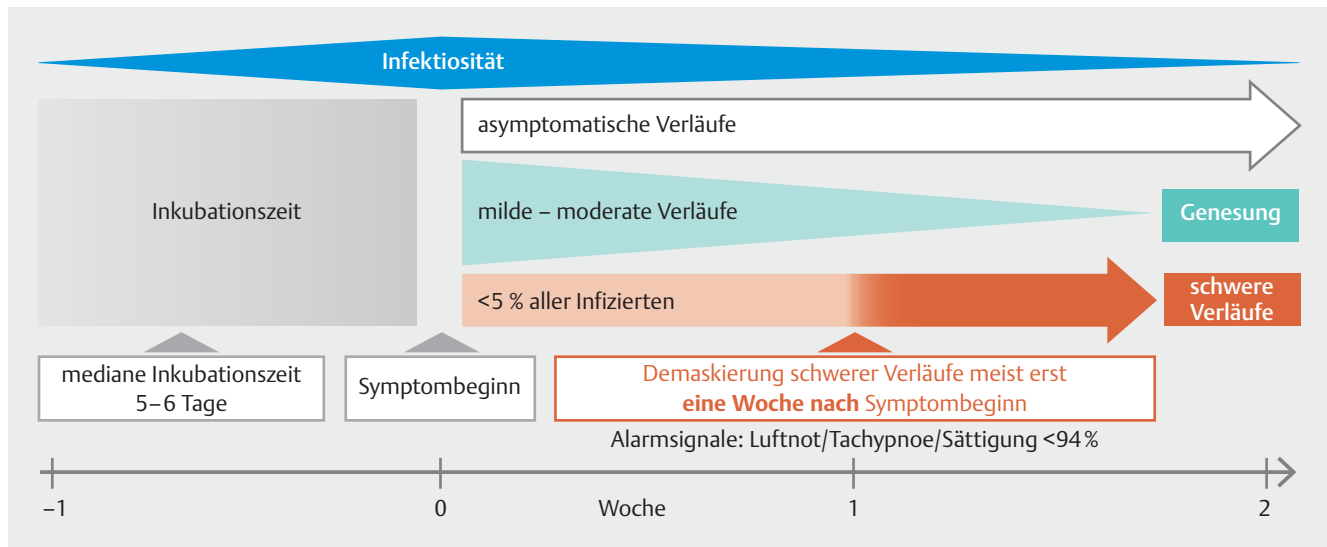 Infektiosität
asymptomatische Verläufe
Inkubationszeit
milde – moderate Verläufe
Genesung
<5 % aller Infizierten
schwere
Verläufe
mediane Inkubationszeit
5–6 Tage
Symptombeginn
Demaskierung schwerer Verläufe meist erst
eine Woche nach Symptombeginn
Alarmsignale: Luftnot/Tachypnoe/Sättigung <94 %
–1 0 Woche 1 2